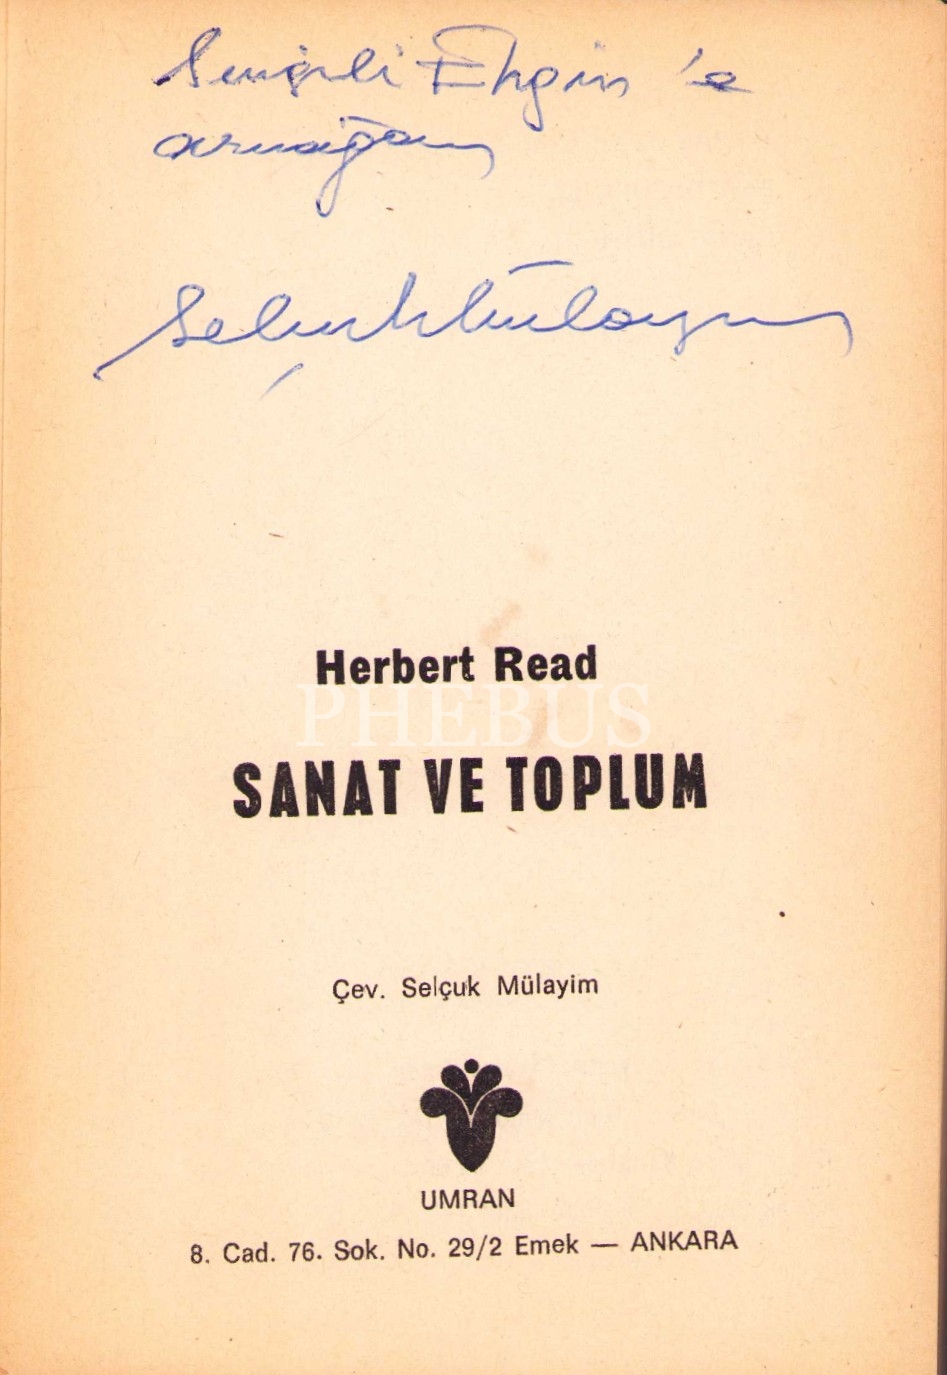 Sevgili Engin'e
armağan
Selçuk Mülayim
Herbert Read
PHEBUS
SANAT VE TOPLUM
Çev. Selçuk Mülayim
UMRAN
8. Cad. 76. Sok. No. 29/2 Emek — ANKARA